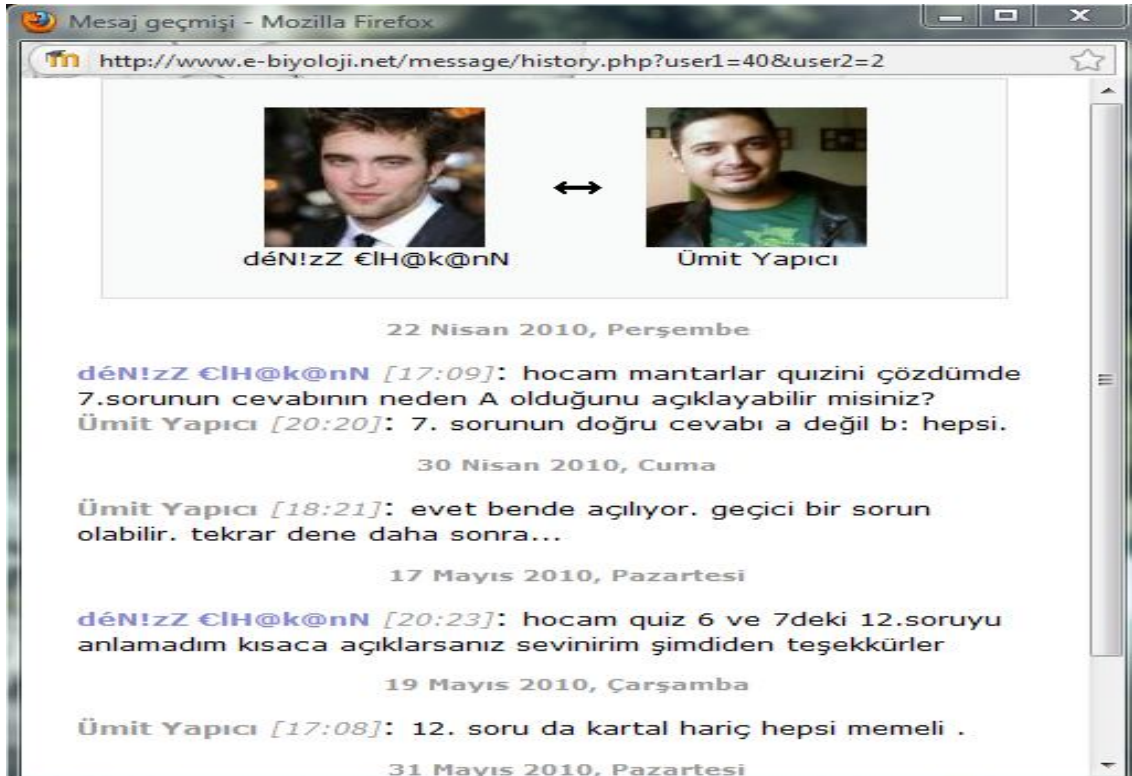 Mesaj geçmişi - Mozilla Firefox
http://www.e-biyoloji.net/message/history.php?user1=40&user2=2
déN!zZ €lH@k@nN
Ümit Yapıcı
22 Nisan 2010, Perşembe
déN!zZ €lH@k@nN [17:09]: hocam mantarlar quızini çözdümde
7.sorunun cevabının neden A olduğunu açıklayabilir misiniz?
Ümit Yapıcı [20:20]: 7. sorunun doğru cevabı a değil b: hepsi.
30 Nisan 2010, Cuma
Ümit Yapıcı [18:21]: evet bende açılıyor. geçici bir sorun
olabilir. tekrar dene daha sonra...
17 Mayıs 2010, Pazartesi
déN!zZ €lH@k@nN [20:23]: hocam quiz 6 ve 7deki 12.soruyu
anlamadım kısaca açıklarsanız sevinirim şimdiden teşekkürler
19 Mayıs 2010, Çarşamba
Ümit Yapıcı [17:08]: 12. soru da kartal hariç hepsi memeli .
31 Mayıs 2010, Pazartesi